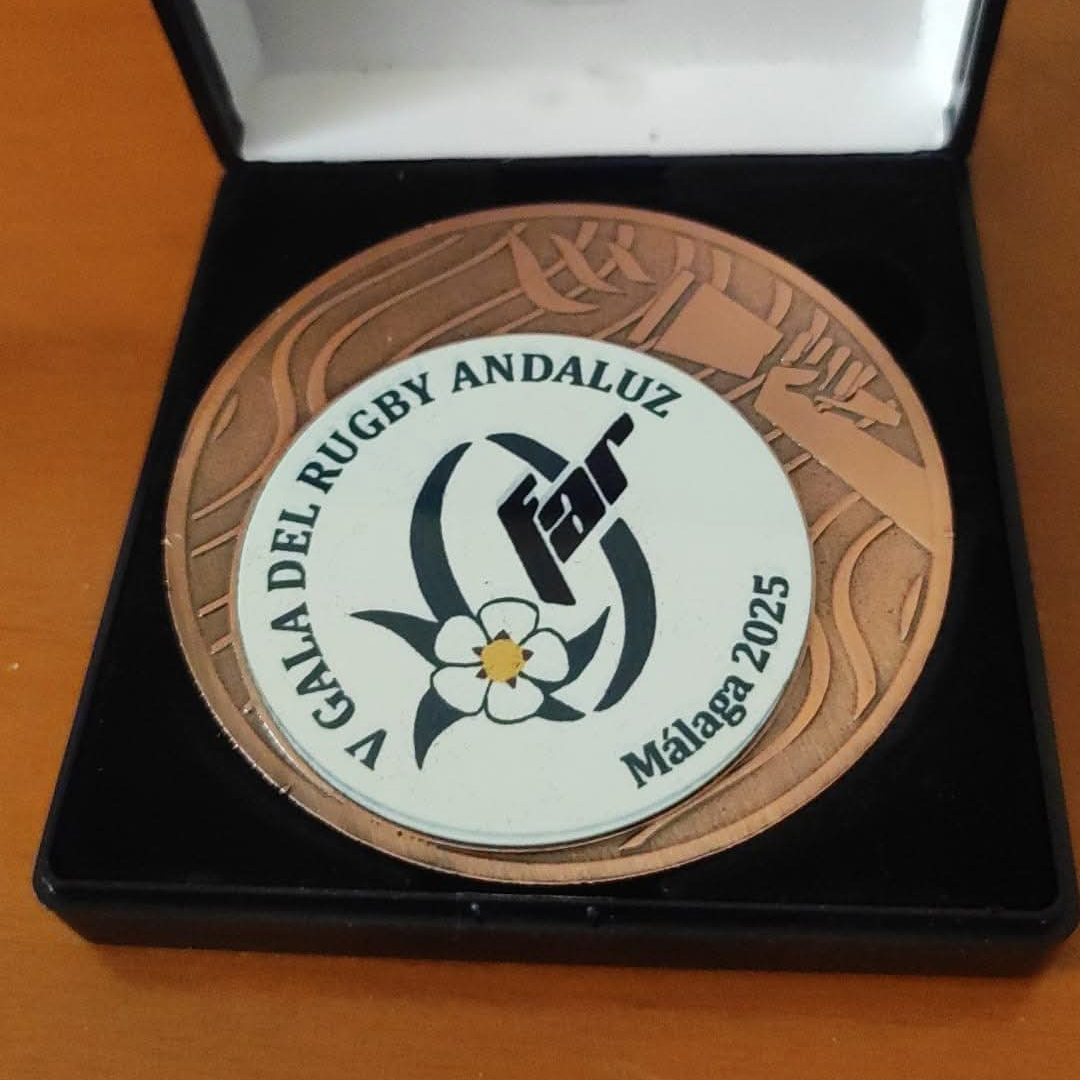 V GALA DEL RUGBY ANDALUZ
far
Málaga 2025